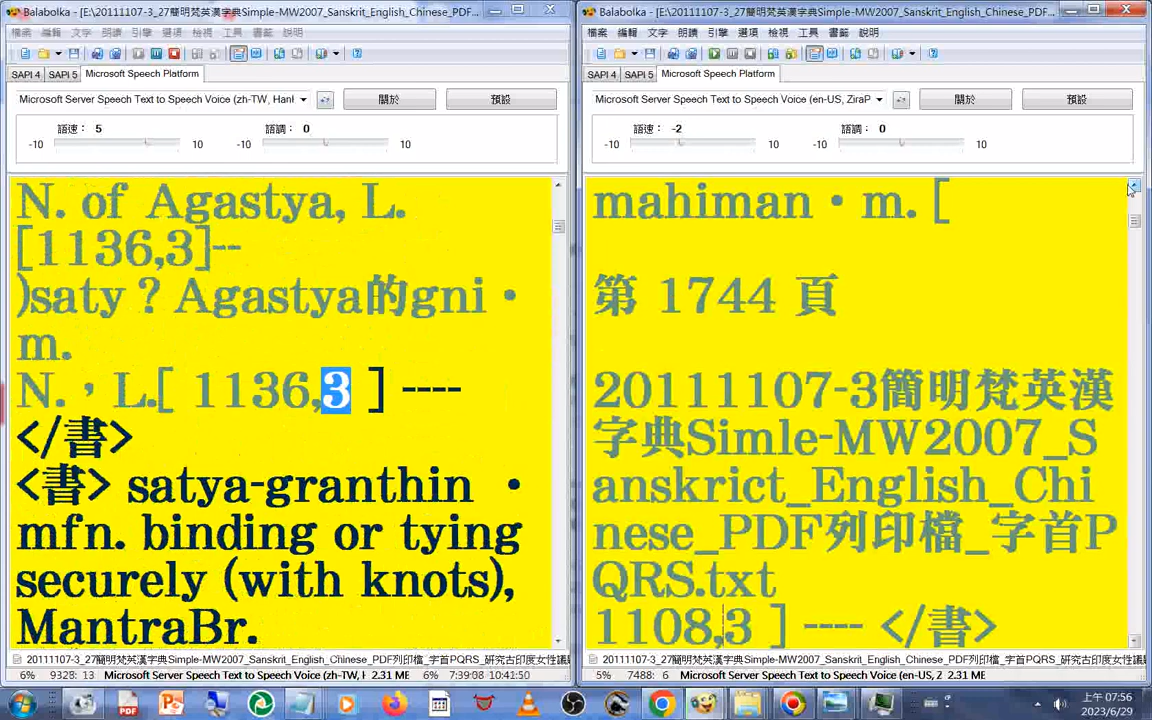 Balabolka - [E:\20111107-3_27簡明梵英漢字典Simple-MW2007_Sanskrit_English_Chinese_PDF...
檔案 編輯 文字 朗讀 引擎 選項 檢視 工具 書籤 說明
SAPI 4 SAPI 5 Microsoft Speech Platform
Microsoft Server Speech Text to Speech Voice (zh-TW, Hanl
關於 預設
語速： 5 語調： 0
-10 10 -10 10
N. of Agastya, L.
[1136,3]--
)saty？Agastya的gni·
m.
N.，L.[ 1136,3 ] ----
</書>
<書> satya-granthin ·
mfn. binding or tying
securely (with knots),
MantraBr.
20111107-3_27簡明梵英漢字典Simple-MW2007_Sanskrit_English_Chinese_PDF列印檔_字首PQRS_研究古印度女性議
6% 9328: 13 Microsoft Server Speech Text to Speech Voice (zh-TW, H 2.31 ME 6% 7:39:08 10:41:50
Balabolka - [E:\20111107-3_27簡明梵英漢字典Simple-MW2007_Sanskrit_English_Chinese_PDF...
檔案 編輯 文字 朗讀 引擎 選項 檢視 工具 書籤 說明
SAPI 4 SAPI 5 Microsoft Speech Platform
Microsoft Server Speech Text to Speech Voice (en-US, ZiraP
關於 預設
語速： -2 語調： 0
-10 10 -10 10
mahiman · m. [
第 1744 頁
20111107-3簡明梵英漢
字典Simle-MW2007_S
anskrict_English_Chi
nese_PDF列印檔_字首P
QRS.txt
1108,3 ] ---- </書>
20111107-3_27簡明梵英漢字典Simple-MW2007_Sanskrit_English_Chinese_PDF列印檔_字首PQRS_研究古印度女性議
5% 7488: 6 Microsoft Server Speech Text to Speech Voice (en-US, Z 2.31 ME
上午 07:56
2023/6/29